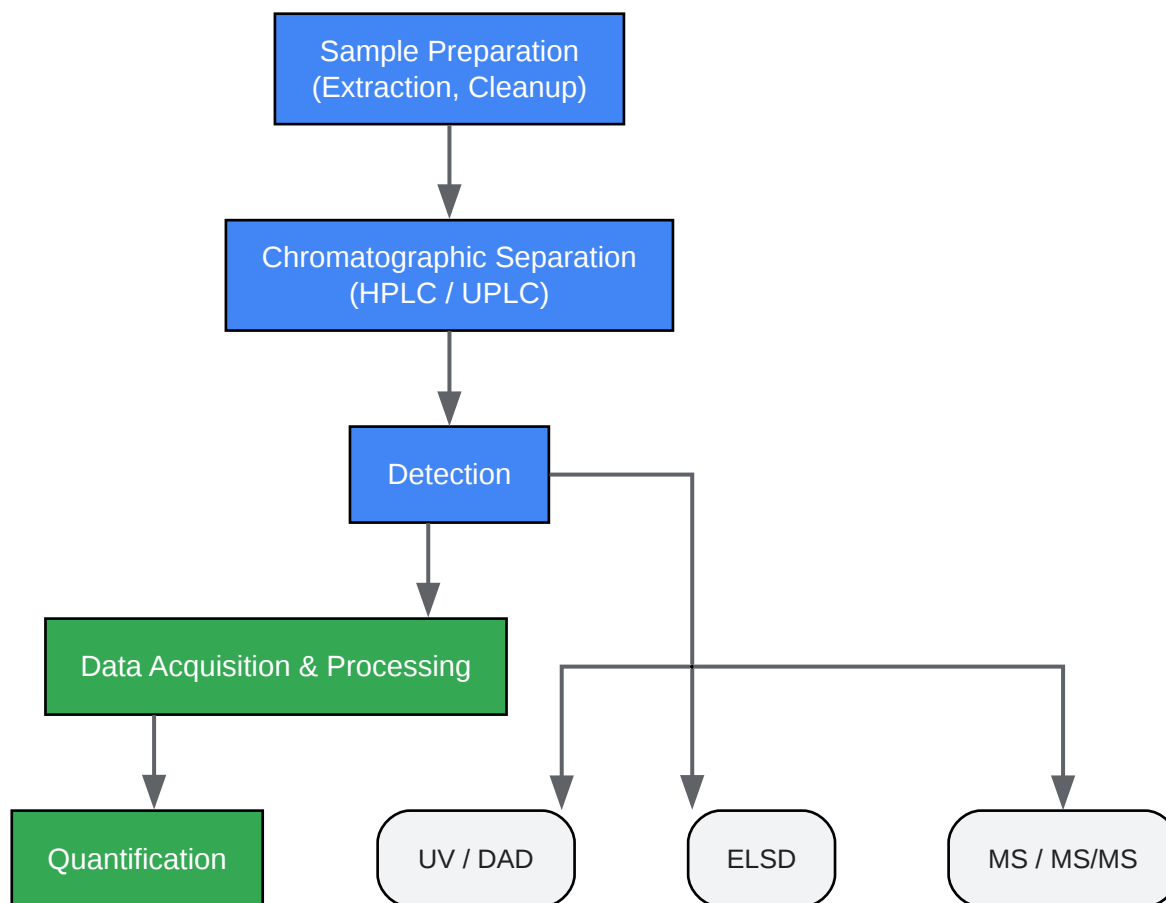 Sample Preparation
(Extraction, Cleanup)
Chromatographic Separation
(HPLC / UPLC)
Detection
Data Acquisition & Processing
Quantification
UV / DAD
ELSD
MS / MS/MS